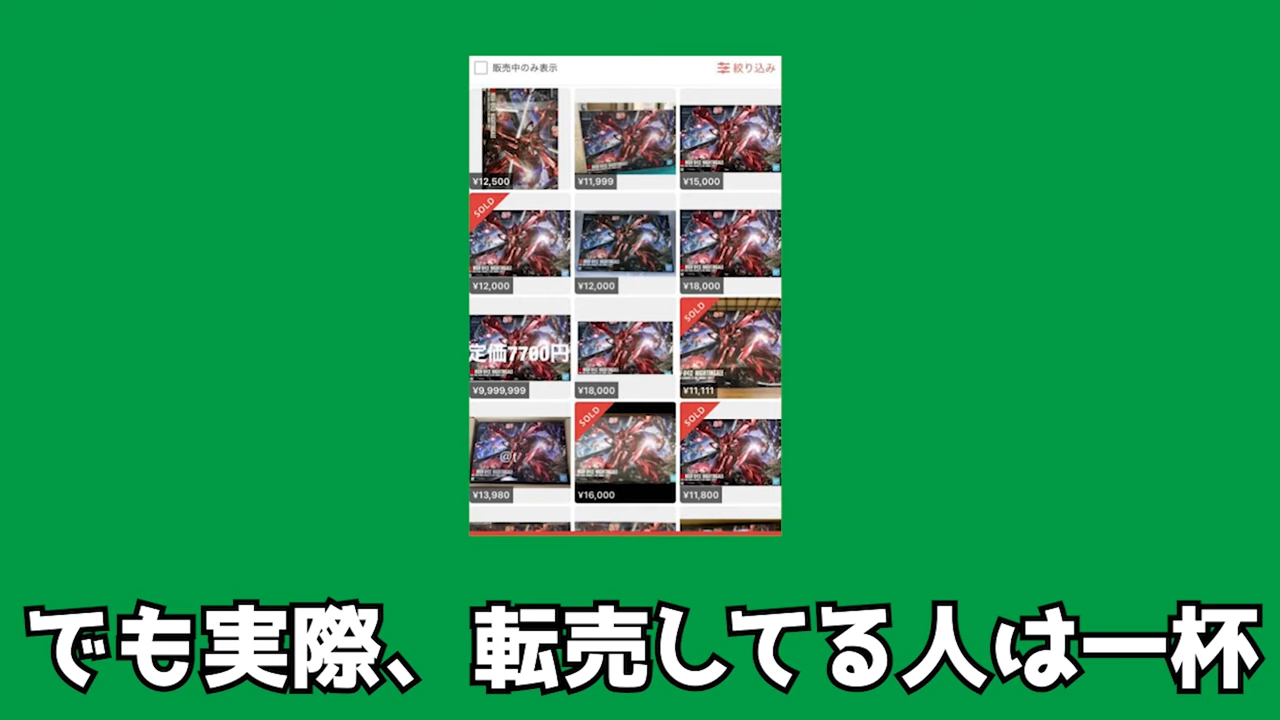 販売中のみ表示
絞り込み
¥12,500
¥11,999
¥15,000
SOLD
¥12,000
¥12,000
¥18,000
定価7700円
¥9,999,999
¥18,000
SOLD
¥11,111
¥13,980
SOLD
¥16,000
SOLD
¥11,800
でも実際、転売してる人は一杯